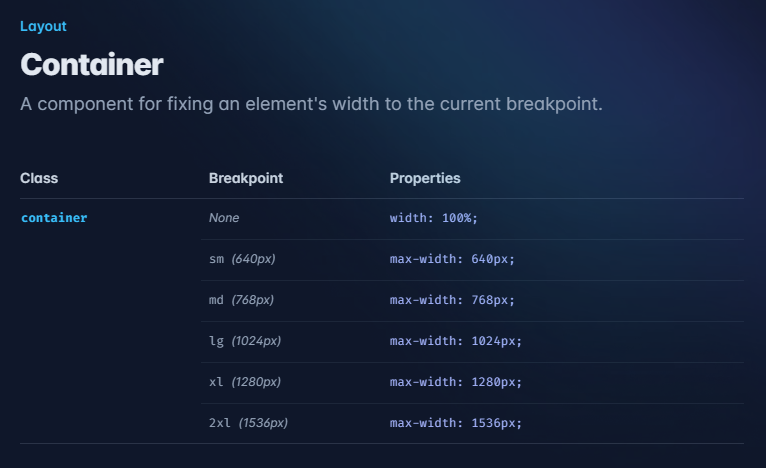 Layout
Container
A component for fixing an element's width to the current breakpoint.
Class Breakpoint Properties
container None width: 100%;
sm (640px) max-width: 640px;
md (768px) max-width: 768px;
lg (1024px) max-width: 1024px;
xl (1280px) max-width: 1280px;
2xl (1536px) max-width: 1536px;